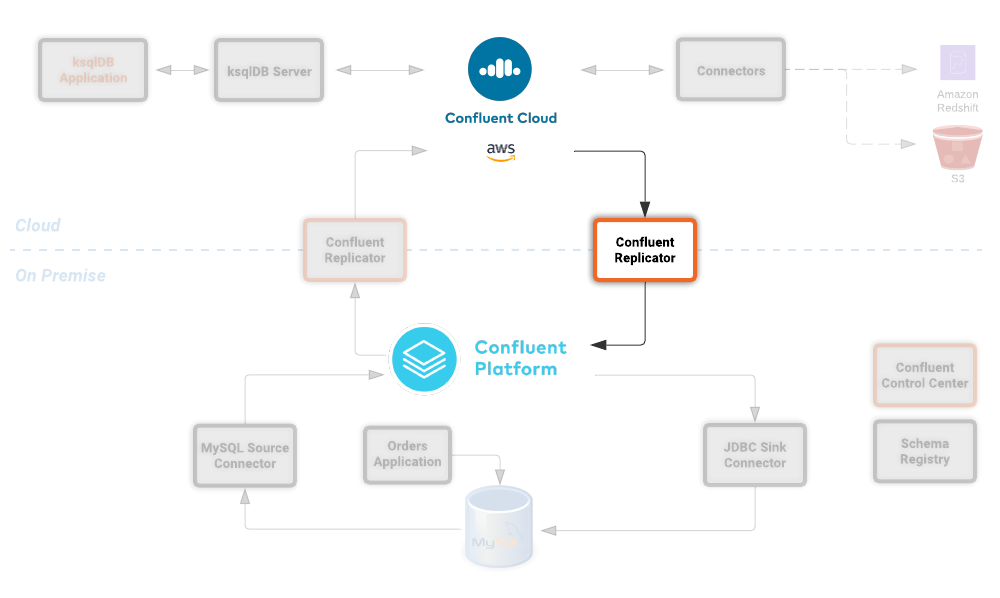 ksqlDB
Application
ksqlDB Server
Connectors
Amazon
Redshift
Confluent Cloud
aws
S3
Cloud
Confluent
Replicator
Confluent
Replicator
On Premise
Confluent
Platform
Confluent
Control Center
MySQL Source
Connector
Orders
Application
JDBC Sink
Connector
Schema
Registry
MySQL